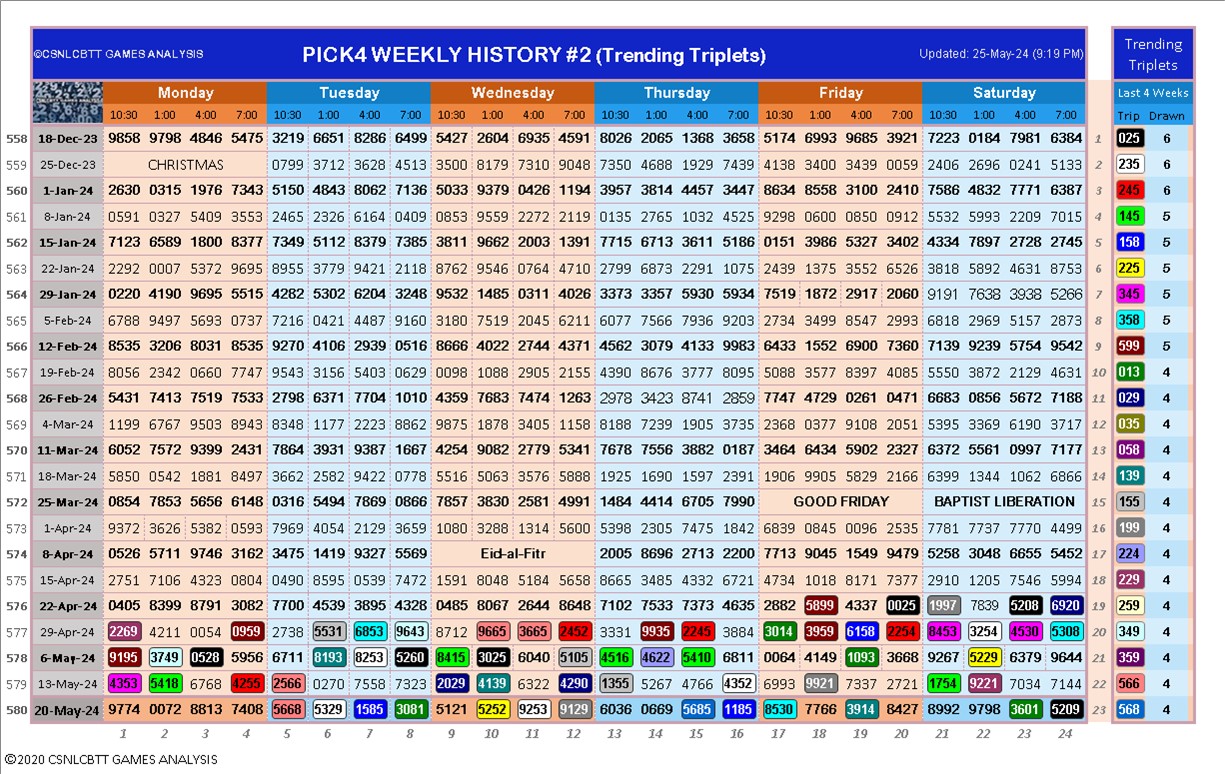 ©CSNLCBTT GAMES ANALYSIS PICK4 WEEKLY HISTORY #2 (Trending Triplets) Updated: 25-May-24 (9:19 PM) Trending Triplets
Monday Tuesday Wednesday Thursday Friday Saturday Last 4 Weeks
10:30 1:00 4:00 7:00 10:30 1:00 4:00 7:00 10:30 1:00 4:00 7:00 10:30 1:00 4:00 7:00 10:30 1:00 4:00 7:00 10:30 1:00 4:00 7:00 Trip Drawn
558 18-Dec-23 9858 9798 4846 5475 3219 6651 8286 6499 5427 2604 6935 4591 8026 2065 1368 3658 5174 6993 9685 3921 7223 0184 7981 6384 1 025 6
559 25-Dec-23 CHRISTMAS 0799 3712 3628 4513 9500 8179 7310 9048 7350 4688 1929 7439 4138 3400 3439 0059 2406 2696 0241 5133 2 235 6
560 1-Jan-24 2630 0315 1976 7343 5150 4843 8062 7136 5033 9379 0426 1194 3957 3814 4457 3447 8634 8558 3100 2410 7586 4832 7771 6387 3 245 6
561 8-Jan-24 0591 0327 5409 3553 2465 2326 6164 0409 0853 9559 2272 2119 0135 2765 1032 4525 9298 0600 0850 0912 5532 5993 2209 7015 4 145 5
562 15-Jan-24 7123 6589 1800 8377 7349 5112 8379 7385 3811 9662 2003 1391 7715 6713 3611 5186 0151 3986 5327 3402 4334 7897 2728 2745 5 158 5
563 22-Jan-24 2292 0007 5372 9695 8955 3779 9421 2118 8762 9546 0764 4710 2799 6873 2291 1075 2439 1375 3552 6526 3818 5892 4631 8753 6 225 5
564 29-Jan-24 0220 4190 9695 5515 4282 5302 6204 3248 9532 1485 0311 4026 3373 3357 5930 5934 7519 1872 2917 2060 9191 7638 3938 5266 7 345 5
565 5-Feb-24 6788 9497 5693 0737 7216 0421 4487 9160 3180 7519 2045 6211 6077 7566 7936 9203 2734 3499 8547 2993 6818 2969 5157 2873 8 358 5
566 12-Feb-24 8535 3206 8031 8535 9270 4106 2939 0516 8666 4022 2744 4371 4562 3079 4133 9983 6433 1552 6900 7360 7139 9239 5754 9542 9 599 5
567 19-Feb-24 8056 2342 0660 7747 9543 3156 5403 0629 0098 1088 2905 2155 4390 8676 3777 8095 5088 3577 8397 4085 5550 3872 2129 4631 10 013 4
568 26-Feb-24 5431 7413 7519 7533 2798 6371 7704 1010 4359 7683 7474 1263 2978 3423 8741 2859 7747 4729 0261 0471 6683 0856 5672 7188 11 029 4
569 4-Mar-24 1199 6767 9503 8943 8348 1177 2223 8862 9875 1878 3405 1158 8188 7239 1905 3735 2368 0377 9108 2051 5395 3369 6190 3717 12 035 4
570 11-Mar-24 6052 7572 9399 2431 7864 3931 9387 1667 4254 9082 2779 5341 7678 7556 3682 0187 3464 6434 5902 2327 6372 5561 0997 7177 13 058 4
571 18-Mar-24 5850 0542 1881 8497 3662 2582 9422 0778 5516 5063 3576 5888 1925 1690 1597 2391 1906 9905 5829 2166 6399 1344 1062 6866 14 139 4
572 25-Mar-24 0854 7853 5656 6148 0316 5494 7869 0866 7857 3830 2581 4991 1484 4414 6705 7990 GOOD FRIDAY BAPTIST LIBERATION 15 155 4
573 1-Apr-24 9372 3626 5382 0593 7969 4054 2129 3659 1080 3288 1314 5600 5398 2305 7475 1842 6839 0845 0096 2535 7781 7737 7770 4499 16 199 4
574 8-Apr-24 0526 5711 9746 3162 3475 1419 9327 5569 Eid-al-Fitr 2005 8696 2713 2200 7713 9045 1549 9479 5258 3048 6655 5452 17 224 4
575 15-Apr-24 2751 7106 4323 0804 0490 8595 0539 7472 1591 8048 5184 5658 8665 3485 4332 6721 4734 1018 8171 7377 2910 1205 7546 5994 18 229 4
576 22-Apr-24 0405 8399 8791 3082 7700 4539 3895 4328 0485 8067 2644 8648 7102 7533 7373 4635 2882 5899 4337 0025 1997 7839 5208 6920 19 259 4
577 29-Apr-24 2269 4211 0054 0959 2738 5531 6853 9643 8712 9665 3665 2452 3331 9935 2245 3884 3014 3959 6158 2254 8453 3254 4530 5308 20 349 4
578 6-May-24 9195 3749 0528 5956 6711 8193 8253 5260 8415 3025 6040 5105 4516 4622 5410 6811 0064 4149 1093 3668 9267 5229 6379 9644 21 359 4
579 13-May-24 4353 5418 6768 4255 2566 0270 7558 7323 2029 4139 6322 4290 1355 5267 4766 4352 6993 9921 7372 2721 1754 9221 7034 7144 22 566 4
580 20-May-24 9774 0072 8813 7408 5668 5329 1585 3081 5121 5252 9253 9129 6036 0669 5685 1185 8530 7766 3914 8427 8992 9798 3601 5209 23 568 4
1 2 3 4 5 6 7 8 9 10 11 12 13 14 15 16 17 18 19 20 21 22 23 24
©2020 CSNLCBTT GAMES ANALYSIS